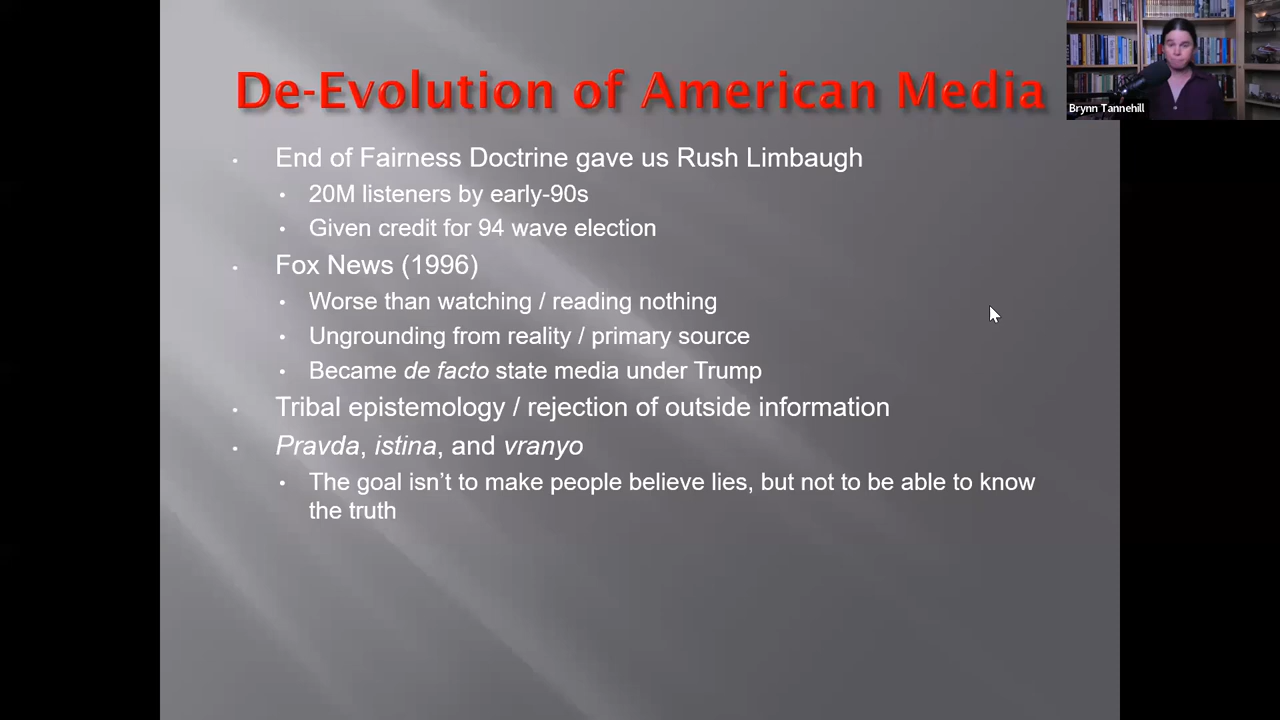 De-Evolution of American Media
Brynn Tannehill
• End of Fairness Doctrine gave us Rush Limbaugh
• 20M listeners by early-90s
• Given credit for 94 wave election
• Fox News (1996)
• Worse than watching / reading nothing
• Ungrounding from reality / primary source
• Became de facto state media under Trump
• Tribal epistemology / rejection of outside information
• Pravda, istina, and vranyo
• The goal isn’t to make people believe lies, but not to be able to know
the truth